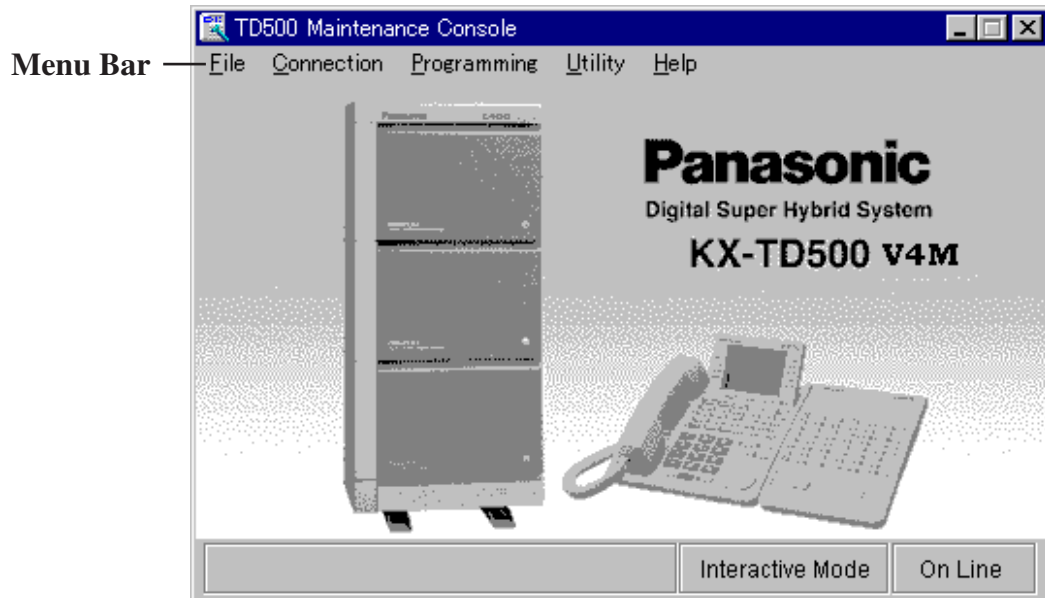 TD500 Maintenance Console
Menu Bar
File Connection Programming Utility Help
Panasonic
Panasonic
Digital Super Hybrid System
KX-TD500 V4M
Interactive Mode
On Line